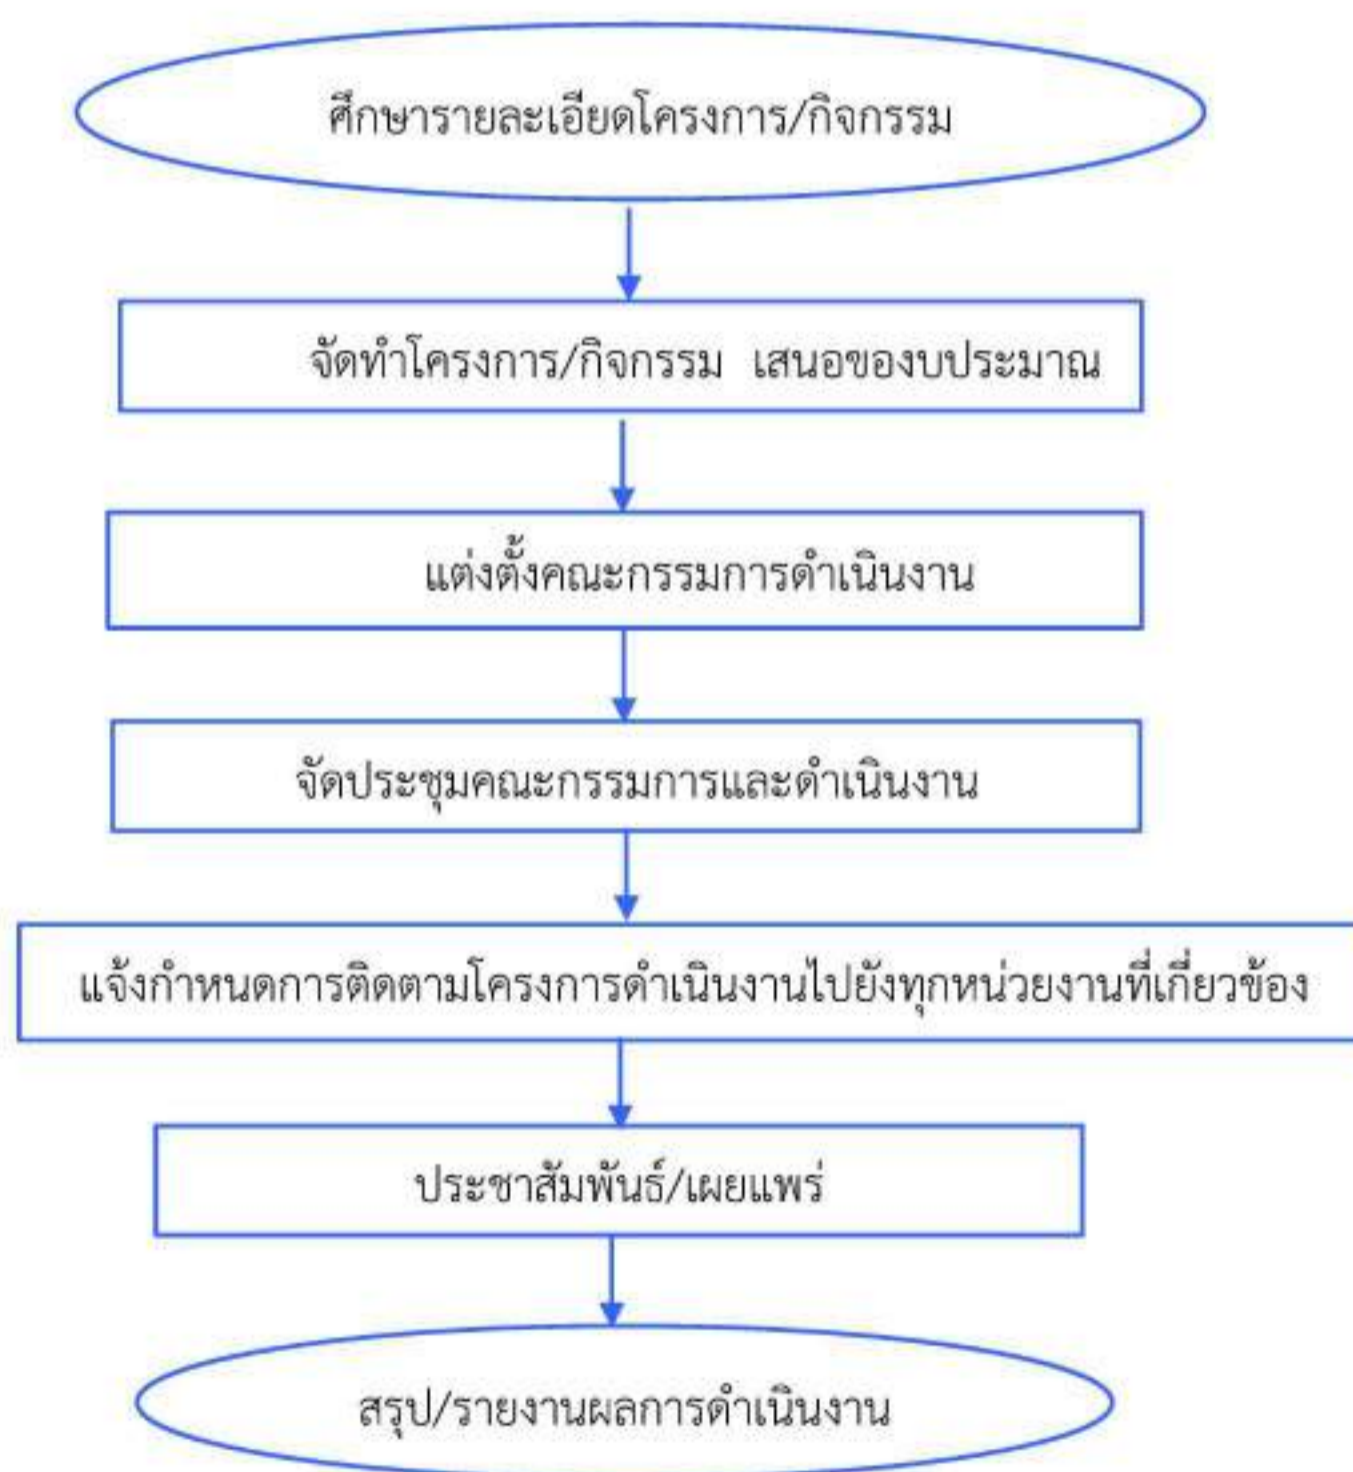 ศึกษารายละเอียดโครงการ/กิจกรรม
จัดทำโครงการ/กิจกรรม เสนอของบประมาณ
แต่งตั้งคณะกรรมการดำเนินงาน
จัดประชุมคณะกรรมการและดำเนินงาน
แจ้งกำหนดการติดตามโครงการดำเนินงานไปยังทุกหน่วยงานที่เกี่ยวข้อง
ประชาสัมพันธ์/เผยแพร่
สรุป/รายงานผลการดำเนินงาน